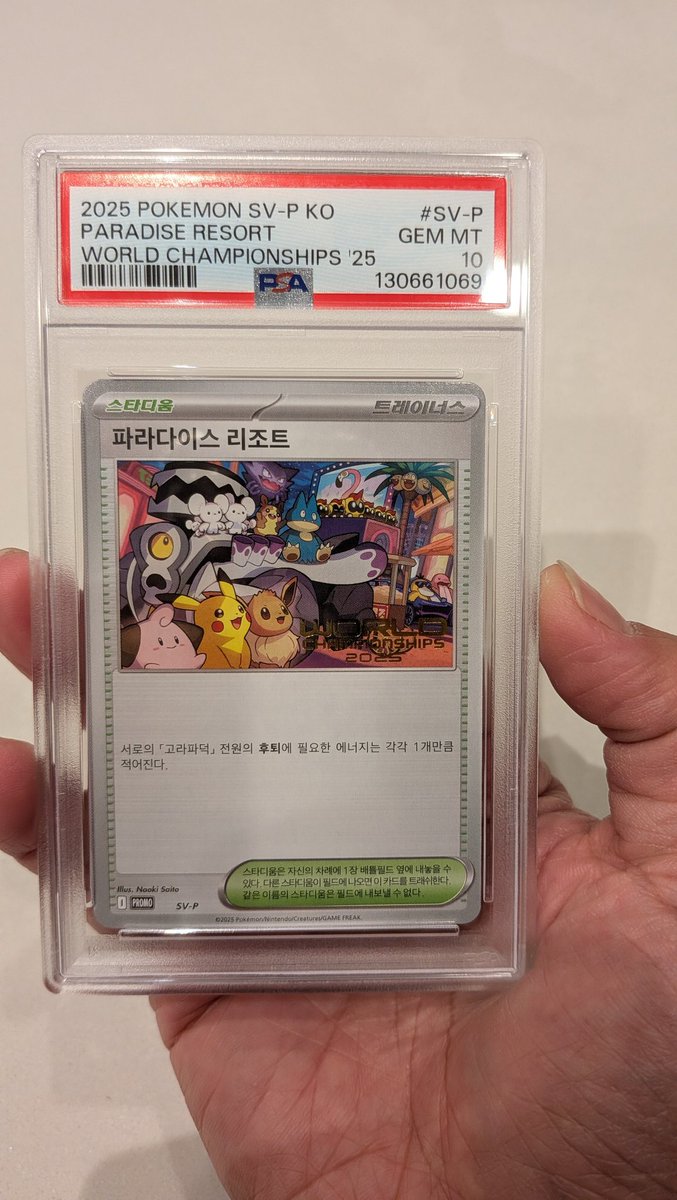 2025 POKEMON SV-P KO #SV-P
PARADISE RESORT GEM MT
WORLD CHAMPIONSHIPS '25 10
PSA 130661069
스타디움 트레이너스
파라다이스 리조트
WORLD
CHAMPIONSHIPS
2025
서로의 「고라파덕」 전원의 후퇴에 필요한 에너지는 각각 1개만큼
적어진다.
스타디움은 자신의 차례에 1장 배틀필드 옆에 내놓을 수
있다. 다른 스타디움이 필드에 나오면 이 카드를 트래쉬한다.
같은 이름의 스타디움은 필드에 내보낼 수 없다.
Illus. Naoki Saito
PROMO SV-P
©2025 Pokémon/Nintendo/Creatures/GAME FREAK.